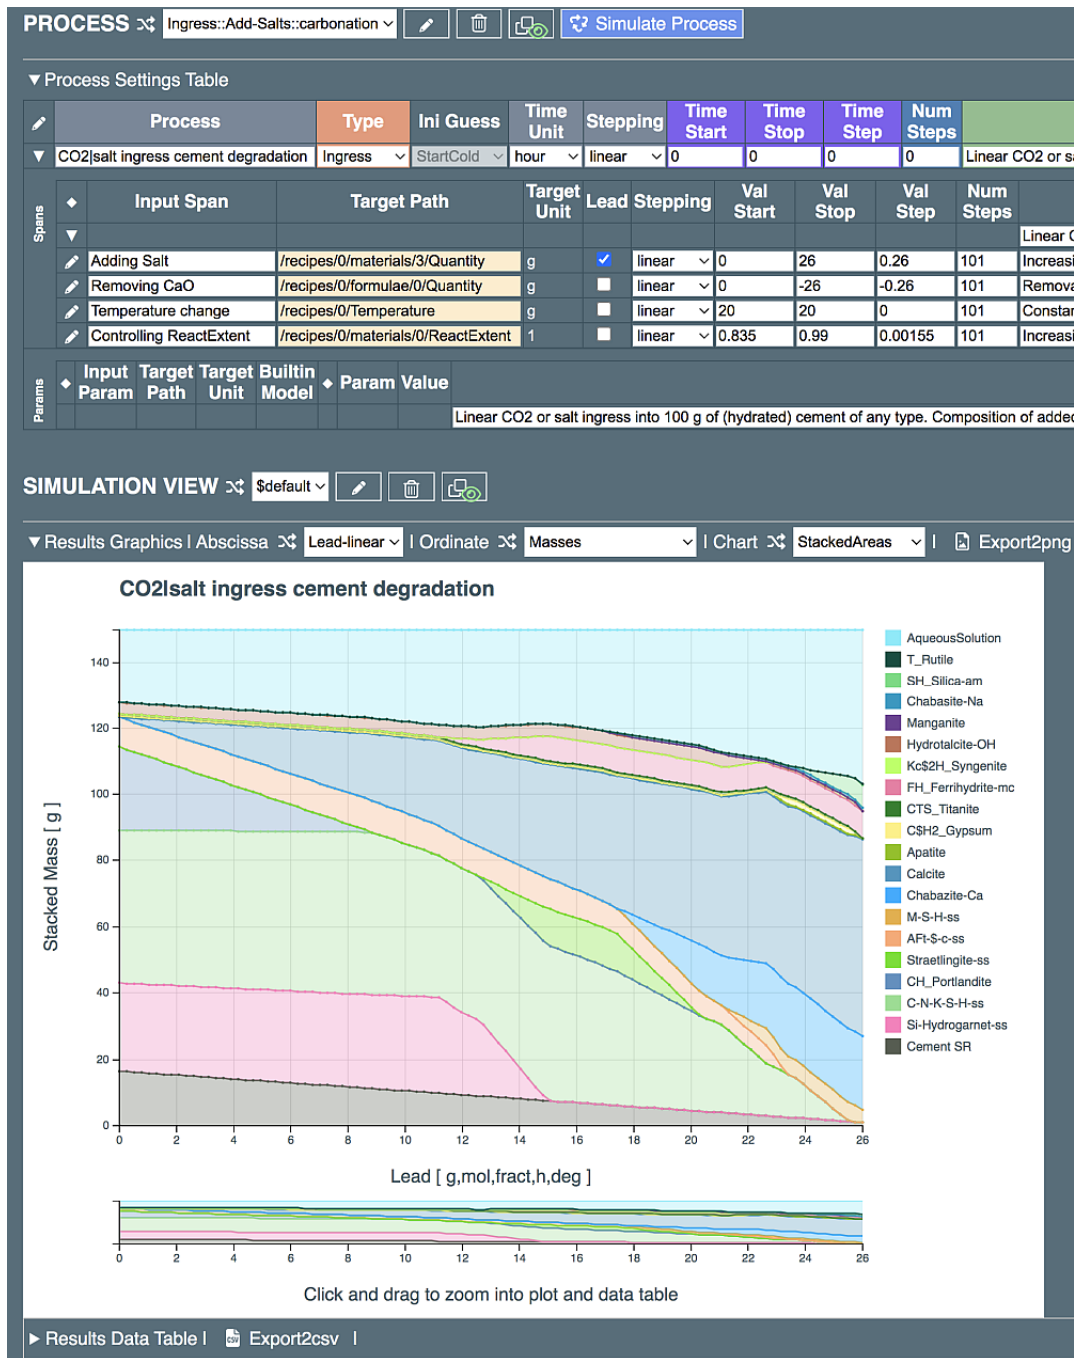 PROCESS Ingress::Add-Salts::carbonation Simulate Process
▼ Process Settings Table
Process Type Ini Guess Time Unit Stepping Time Start Time Stop Time Step Num Steps
▼ CO2|salt ingress cement degradation Ingress StartCold hour linear 0 0 0 0 Linear CO2 or sa
Spans ◆ Input Span Target Path Target Unit Lead Stepping Val Start Val Stop Val Step Num Steps
▼ Linear C
Adding Salt /recipes/0/materials/3/Quantity g linear 0 26 0.26 101 Increasi
Removing CaO /recipes/0/formulae/0/Quantity g linear 0 -26 -0.26 101 Remova
Temperature change /recipes/0/Temperature g linear 20 20 0 101 Constan
Controlling ReactExtent /recipes/0/materials/0/ReactExtent 1 linear 0.835 0.99 0.00155 101 Increasi
Params ◆ Input Param Target Path Target Unit Builtin Model ◆ Param Value
Linear CO2 or salt ingress into 100 g of (hydrated) cement of any type. Composition of added
SIMULATION VIEW $default
▼ Results Graphics | Abscissa Lead-linear | Ordinate Masses | Chart StackedAreas | Export2png
CO2|salt ingress cement degradation
Stacked Mass [ g ]
140
120
100
80
60
40
20
0
0 2 4 6 8 10 12 14 16 18 20 22 24 26
Lead [ g,mol,fract,h,deg ]
AqueousSolution
T_Rutile
SH_Silica-am
Chabasite-Na
Manganite
Hydrotalcite-OH
Kc$2H_Syngenite
FH_Ferrihydrite-mc
CTS_Titanite
C$H2_Gypsum
Apatite
Calcite
Chabazite-Ca
M-S-H-ss
AFt-$-c-ss
Straetlingite-ss
CH_Portlandite
C-N-K-S-H-ss
Si-Hydrogarnet-ss
Cement SR
0 2 4 6 8 10 12 14 16 18 20 22 24 26
Click and drag to zoom into plot and data table
▶ Results Data Table | CSV Export2csv |